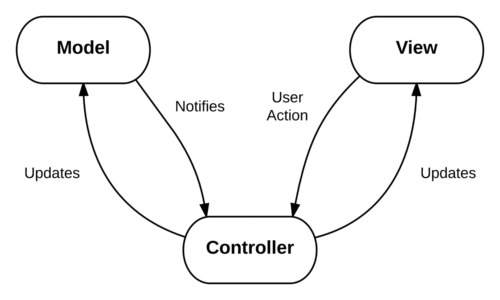 Model
View
Notifies
User
Action
Updates
Updates
Controller